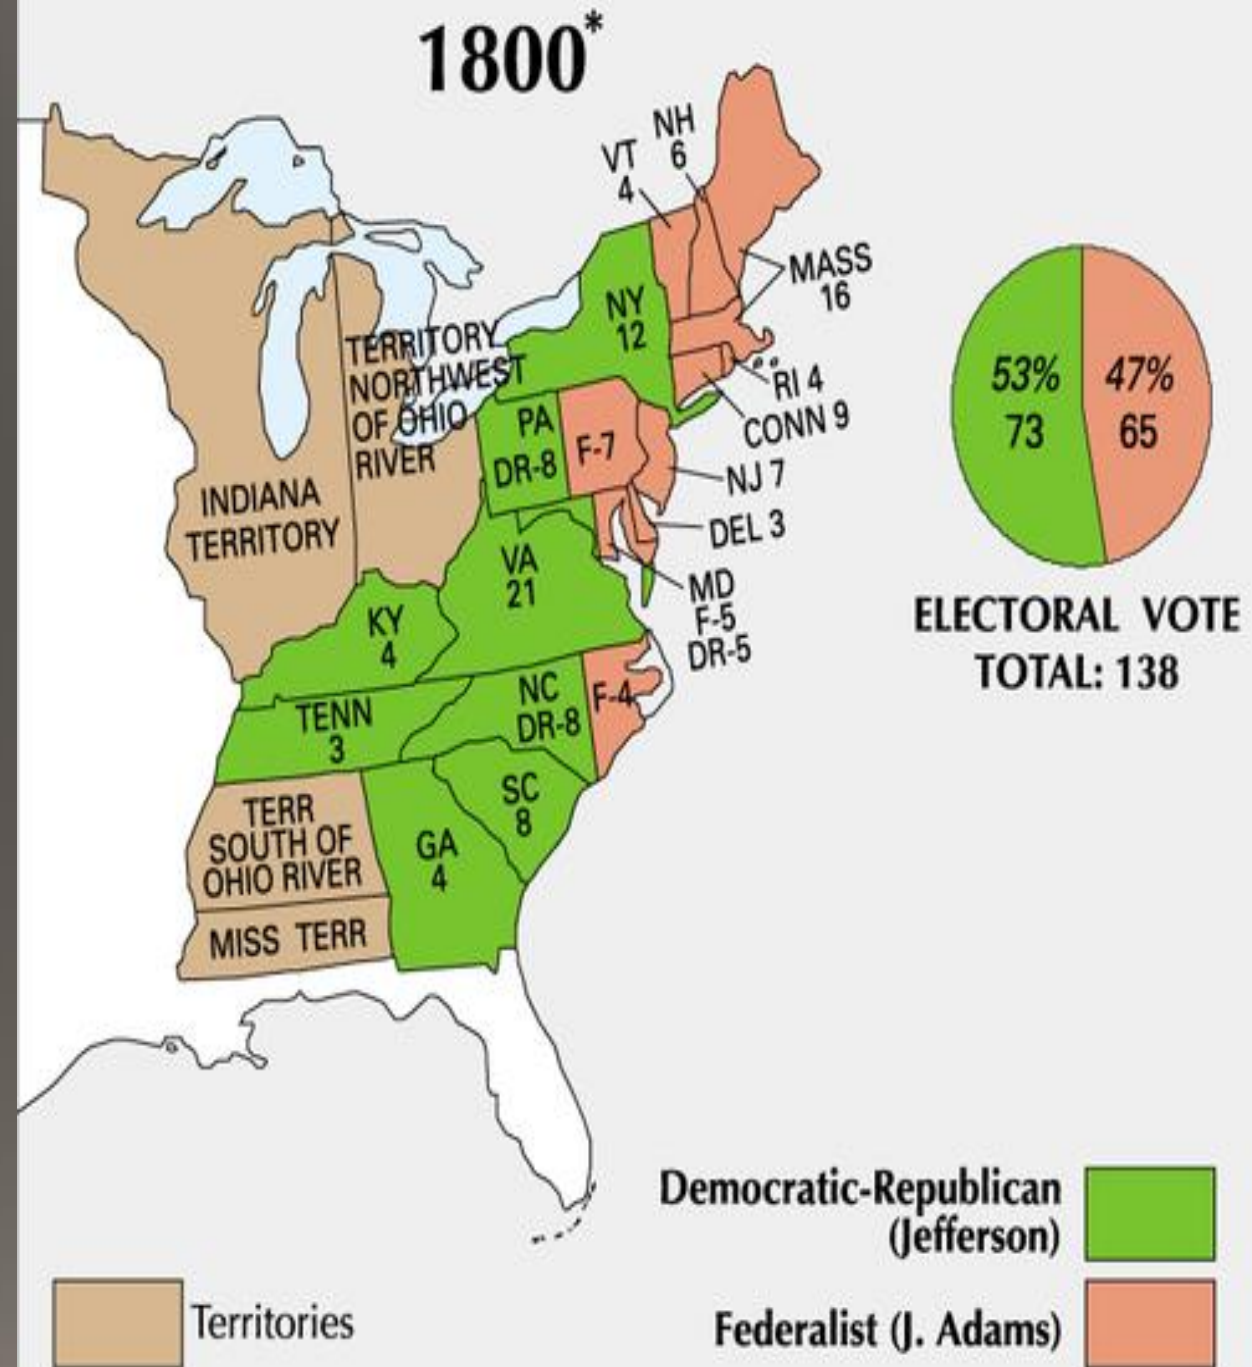 1800*
NH
6
VT
4
MASS
16
NY
12
RI 4
CONN 9
NJ 7
DEL 3
MD
F-5
DR-5
PA
DR-8
F-7
TERRITORY
NORTHWEST
OF OHIO
RIVER
INDIANA
TERRITORY
VA
21
KY
4
TENN
3
NC
DR-8
F-4
SC
8
GA
4
TERR
SOUTH OF
OHIO RIVER
MISS TERR
53%
73
47%
65
ELECTORAL VOTE
TOTAL: 138
Democratic-Republican
(Jefferson)
Territories
Federalist (J. Adams)